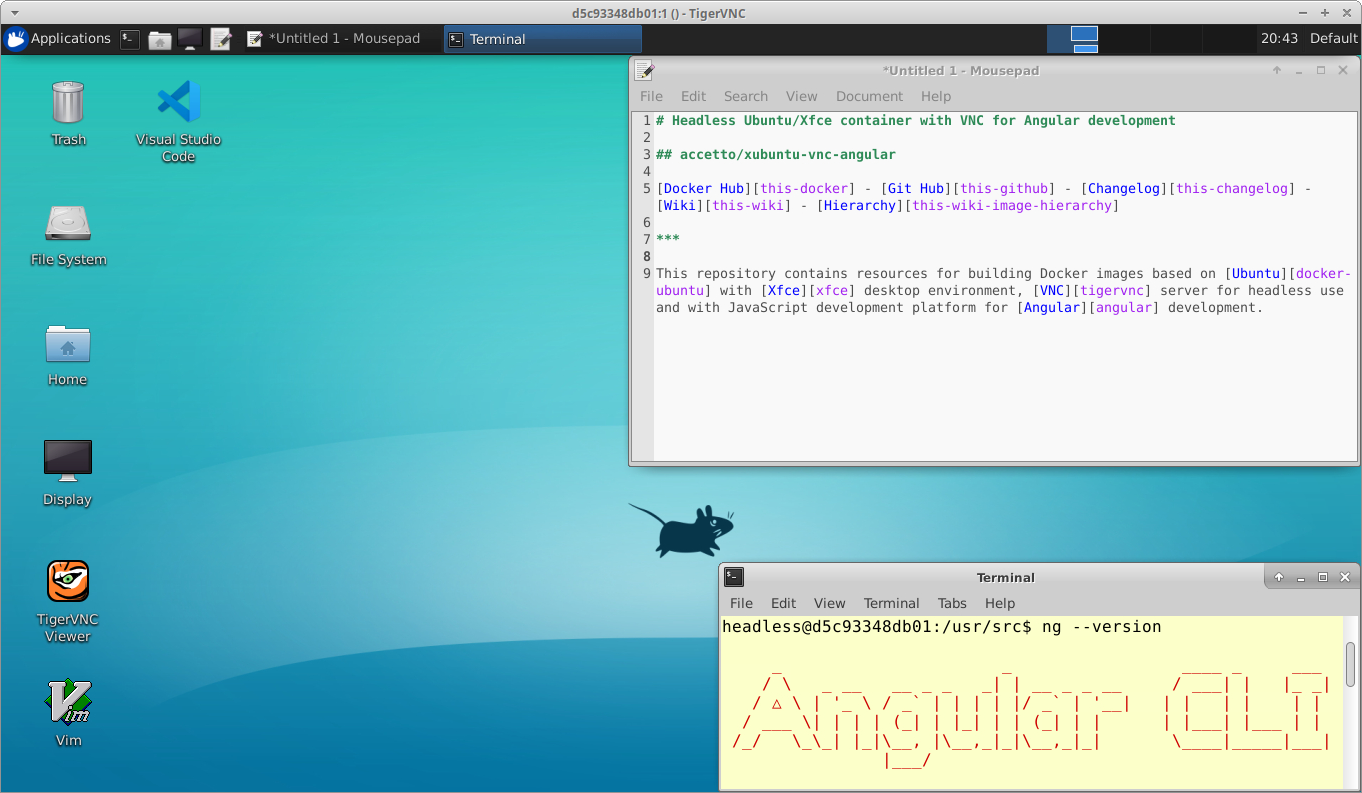 d5c93348db01:1 () - TigerVNC
Applications
*Untitled 1 - Mousepad
Terminal
20:43
Default
Trash
Visual Studio
Code
File System
Home
Display
TigerVNC
Viewer
Vim
Vim
*Untitled 1 - Mousepad
File Edit Search View Document Help
1 # Headless Ubuntu/Xfce container with VNC for Angular development
2
3 ## accetto/xubuntu-vnc-angular
4
5 [Docker Hub][this-docker] - [Git Hub][this-github] - [Changelog][this-changelog] -
[Wiki][this-wiki] - [Hierarchy][this-wiki-image-hierarchy]
6
7 ***
8
9 This repository contains resources for building Docker images based on [Ubuntu][docker-
ubuntu] with [Xfce][xfce] desktop environment, [VNC][tigervnc] server for headless use
and with JavaScript development platform for [Angular][angular] development.
Terminal
File Edit View Terminal Tabs Help
headless@d5c93348db01:/usr/src$ ng --version
Angular CLI